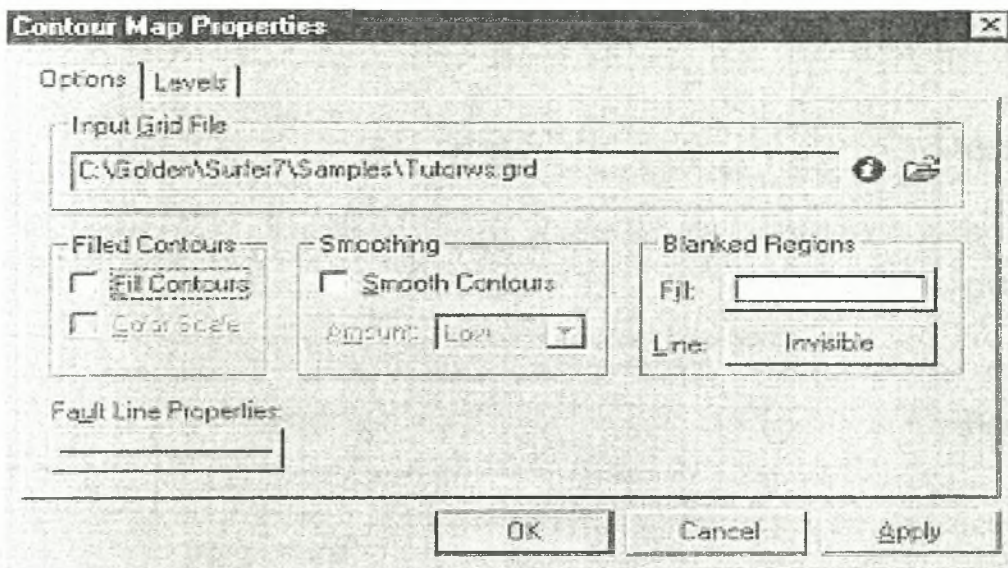 Contour Map Properties
Options Levels
Input Grid File
C:\Golden\Surfer7\Samples\Tutorws.grd
Filled Contours Smoothing Blanked Regions
Fill Contours Smooth Contours Fill:
Color Scale Amount: Low Line: Invisible
Fault Line Properties:
OK Cancel Apply